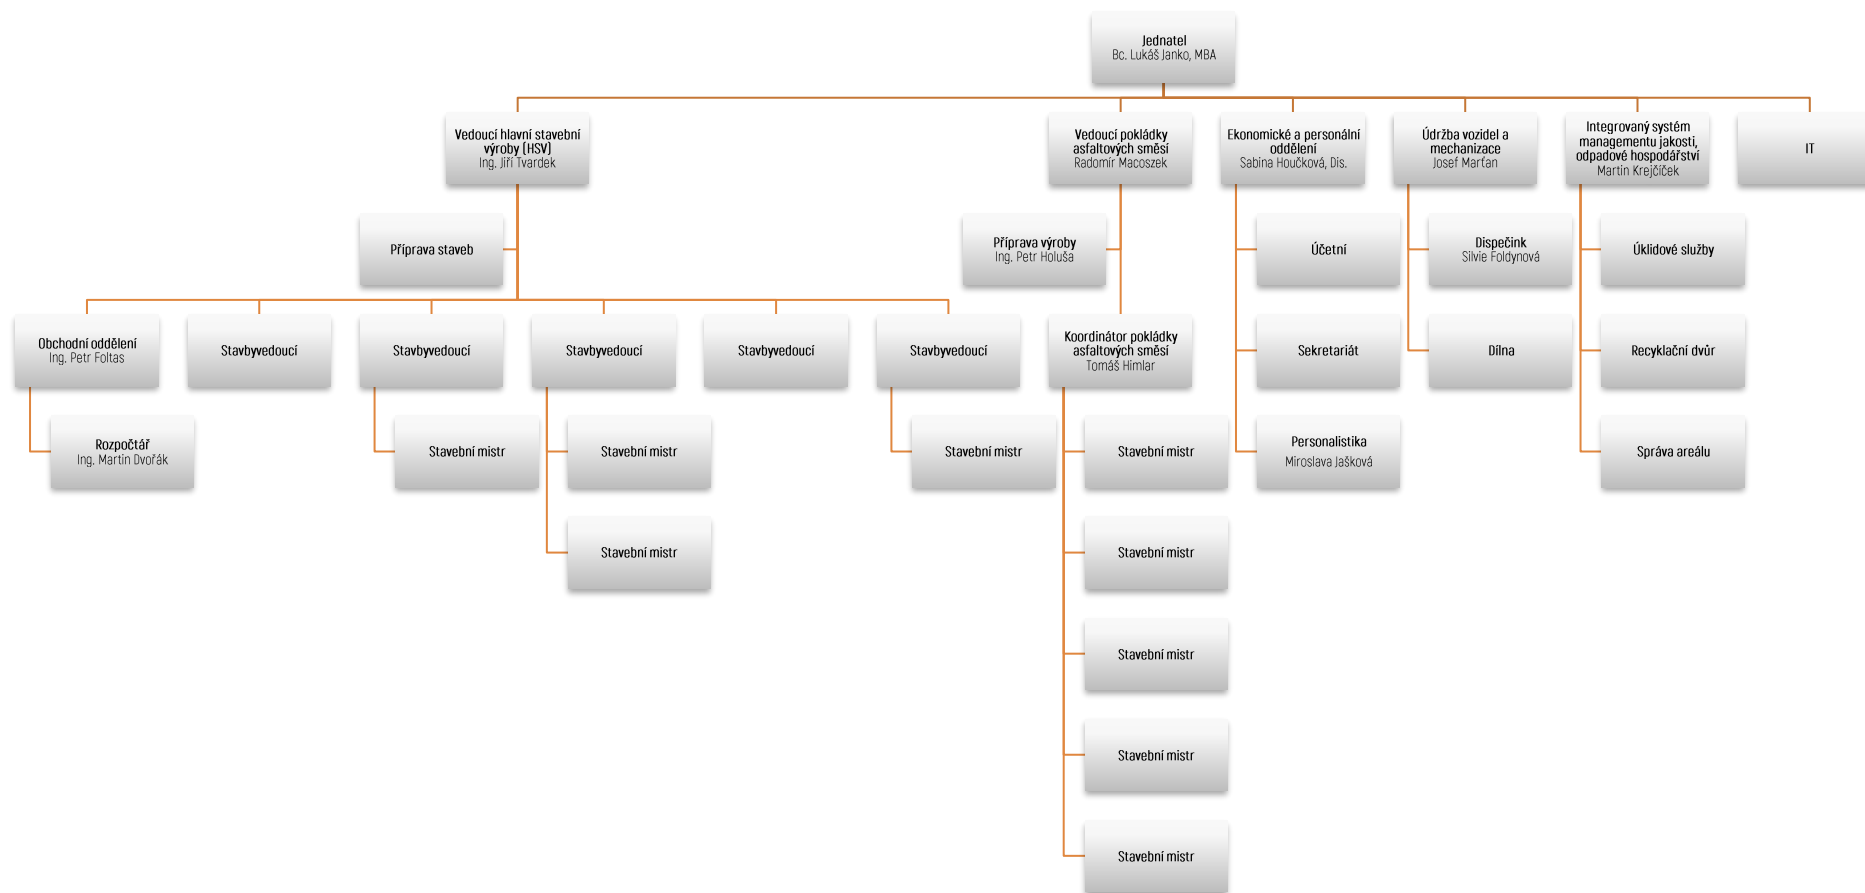 Jednatel
Bc. Lukáš Janko, MBA
Vedoucí hlavní stavební
výroby (HSV)
Ing. Jiří Tvardek
Vedoucí pokládky
asfaltových směsí
Radomír Macoszek
Ekonomické a personální
oddělení
Sabina Houčková, Dis.
Údržba vozidel a
mechanizace
Josef Marťan
Integrovaný systém
managementu jakosti,
odpadové hospodářství
Martin Krejčíček
IT
Příprava staveb
Příprava výroby
Ing. Petr Holuša
Účetní
Dispečink
Silvie Foldynová
Úklidové služby
Obchodní oddělení
Ing. Petr Foltas
Stavbyvedoucí
Stavbyvedoucí
Stavbyvedoucí
Stavbyvedoucí
Stavbyvedoucí
Koordinátor pokládky
asfaltových směsí
Tomáš Himlar
Sekretariát
Dílna
Recyklační dvůr
Rozpočtář
Ing. Martin Dvořák
Stavební mistr
Stavební mistr
Stavební mistr
Stavební mistr
Personalistika
Miroslava Jašková
Správa areálu
Stavební mistr
Stavební mistr
Stavební mistr
Stavební mistr
Stavební mistr